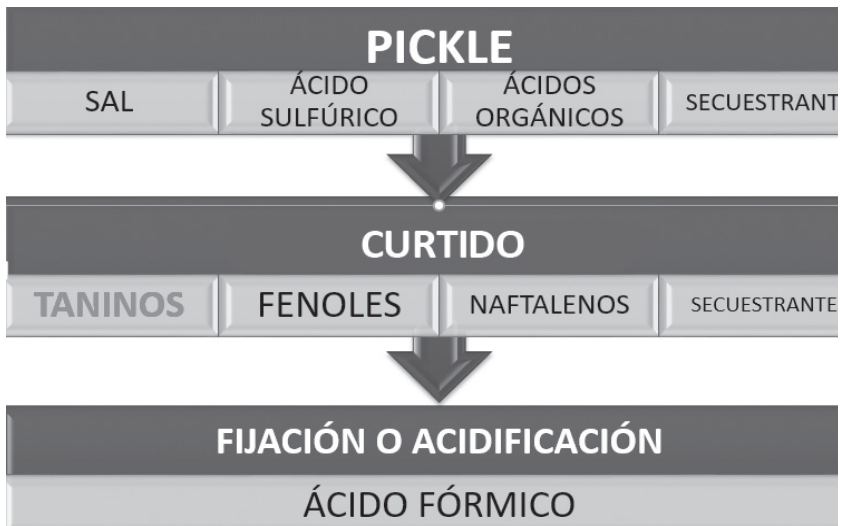 PICKLE
SAL
ÁCIDO
SULFÚRICO
ÁCIDOS
ORGÁNICOS
SECUESTRANT
CURTIDO
TANINOS
FENOLES
NAFTALENOS
SECUESTRANTE
FIJACIÓN O ACIDIFICACIÓN
ÁCIDO FÓRMICO